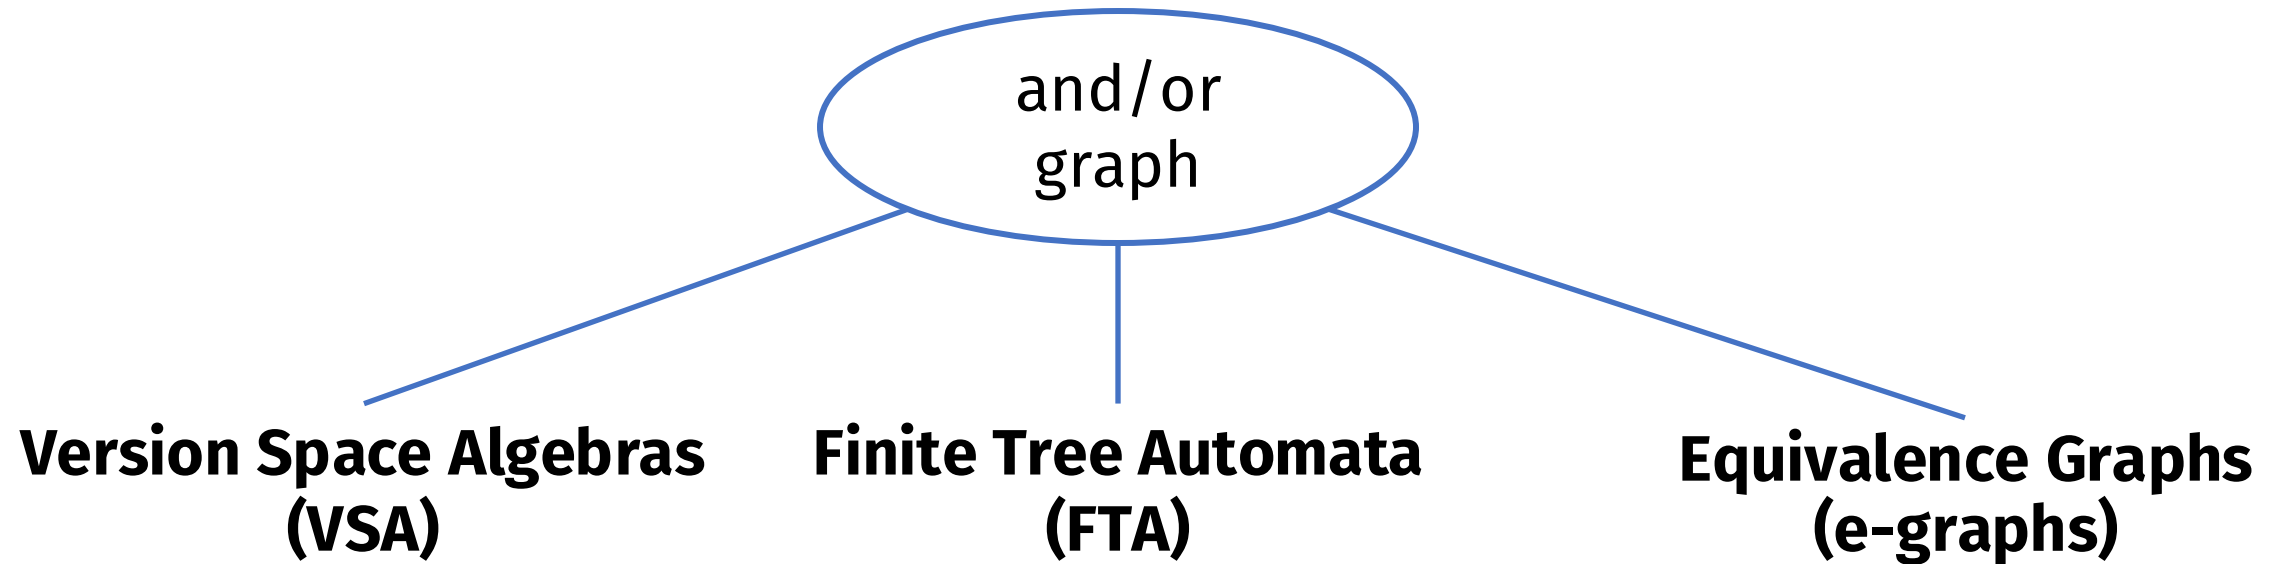 and/or
graph
Version Space Algebras
(VSA)
Finite Tree Automata
(FTA)
Equivalence Graphs
(e-graphs)